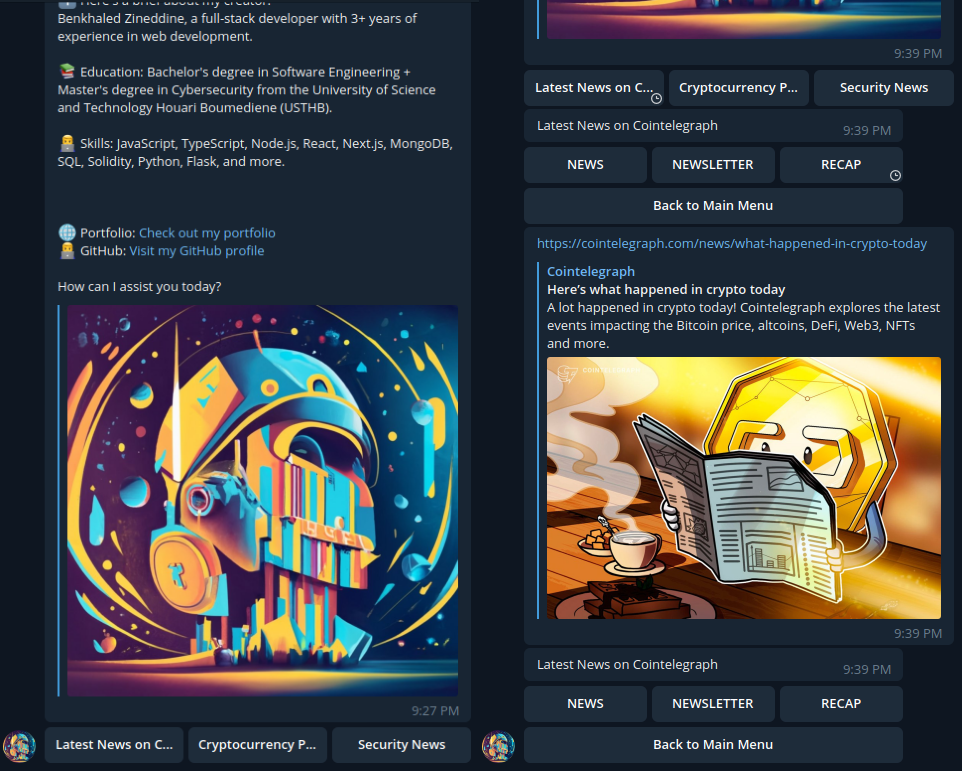 Here's a brief about my creator:
Benkhaled Zineddine, a full-stack developer with 3+ years of
experience in web development.
📚 Education: Bachelor's degree in Software Engineering +
Master's degree in Cybersecurity from the University of Science
and Technology Houari Boumediene (USTHB).
👨‍💻 Skills: JavaScript, TypeScript, Node.js, React, Next.js, MongoDB,
SQL, Solidity, Python, Flask, and more.
🌐 Portfolio: Check out my portfolio
👨‍💻 GitHub: Visit my GitHub profile
How can I assist you today?
9:27 PM
Latest News on C... Cryptocurrency P... Security News
9:39 PM
Latest News on C... Cryptocurrency P... Security News
Latest News on Cointelegraph
9:39 PM
NEWS NEWSLETTER RECAP
Back to Main Menu
https://cointelegraph.com/news/what-happened-in-crypto-today
Cointelegraph
Here's what happened in crypto today
A lot happened in crypto today! Cointelegraph explores the latest
events impacting the Bitcoin price, altcoins, DeFi, Web3, NFTs
and more.
COINTELEGRAPH
9:39 PM
Latest News on Cointelegraph
9:39 PM
NEWS NEWSLETTER RECAP
Back to Main Menu